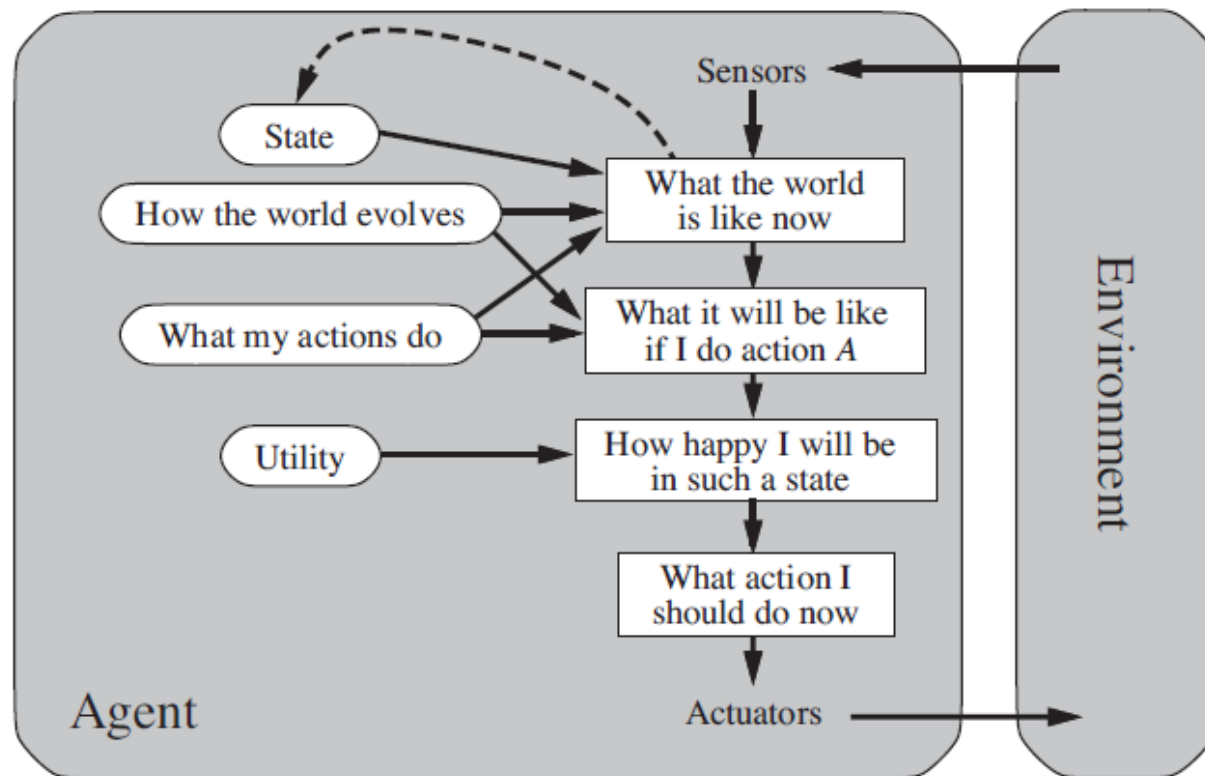 Sensors
State
What the world
is like now
How the world evolves
What my actions do
What it will be like
if I do action A
Utility
How happy I will be
in such a state
What action I
should do now
Agent
Actuators
Environment